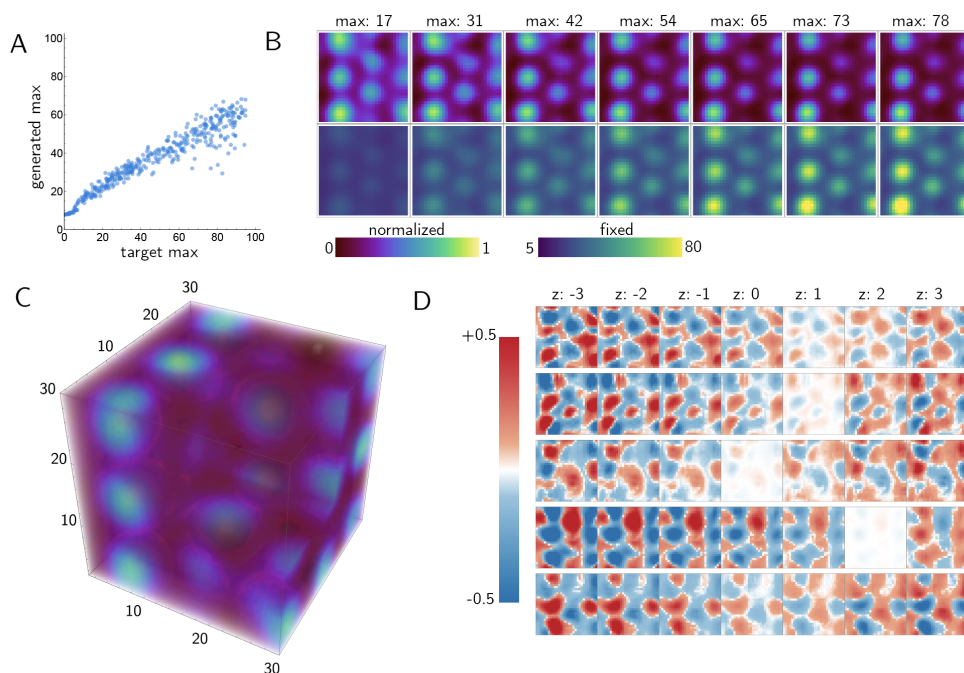 A
100
80
60
40
20
0
0 20 40 60 80 100
generated max
target max
B
max: 17 max: 31 max: 42 max: 54 max: 65 max: 73 max: 78
normalized fixed
0 1 5 80
C
30
20
10
30
20
10
10
20
30
D
z: -3 z: -2 z: -1 z: 0 z: 1 z: 2 z: 3
+0.5
-0.5